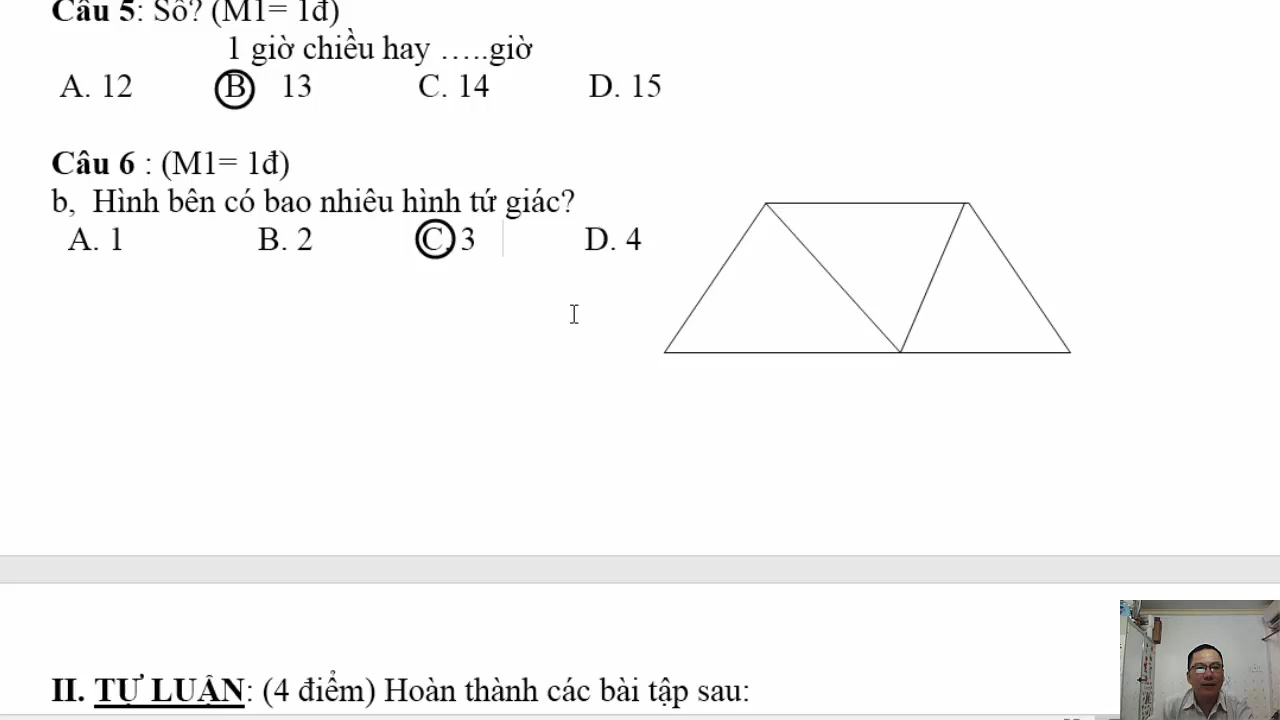 Câu 5: Số? (M1= 1đ)
1 giờ chiều hay .....giờ
A. 12 B 13 C. 14 D. 15
Câu 6 : (M1= 1đ)
b, Hình bên có bao nhiêu hình tứ giác?
A. 1 B. 2 C. 3 D. 4
II. TỰ LUẬN: (4 điểm) Hoàn thành các bài tập sau: